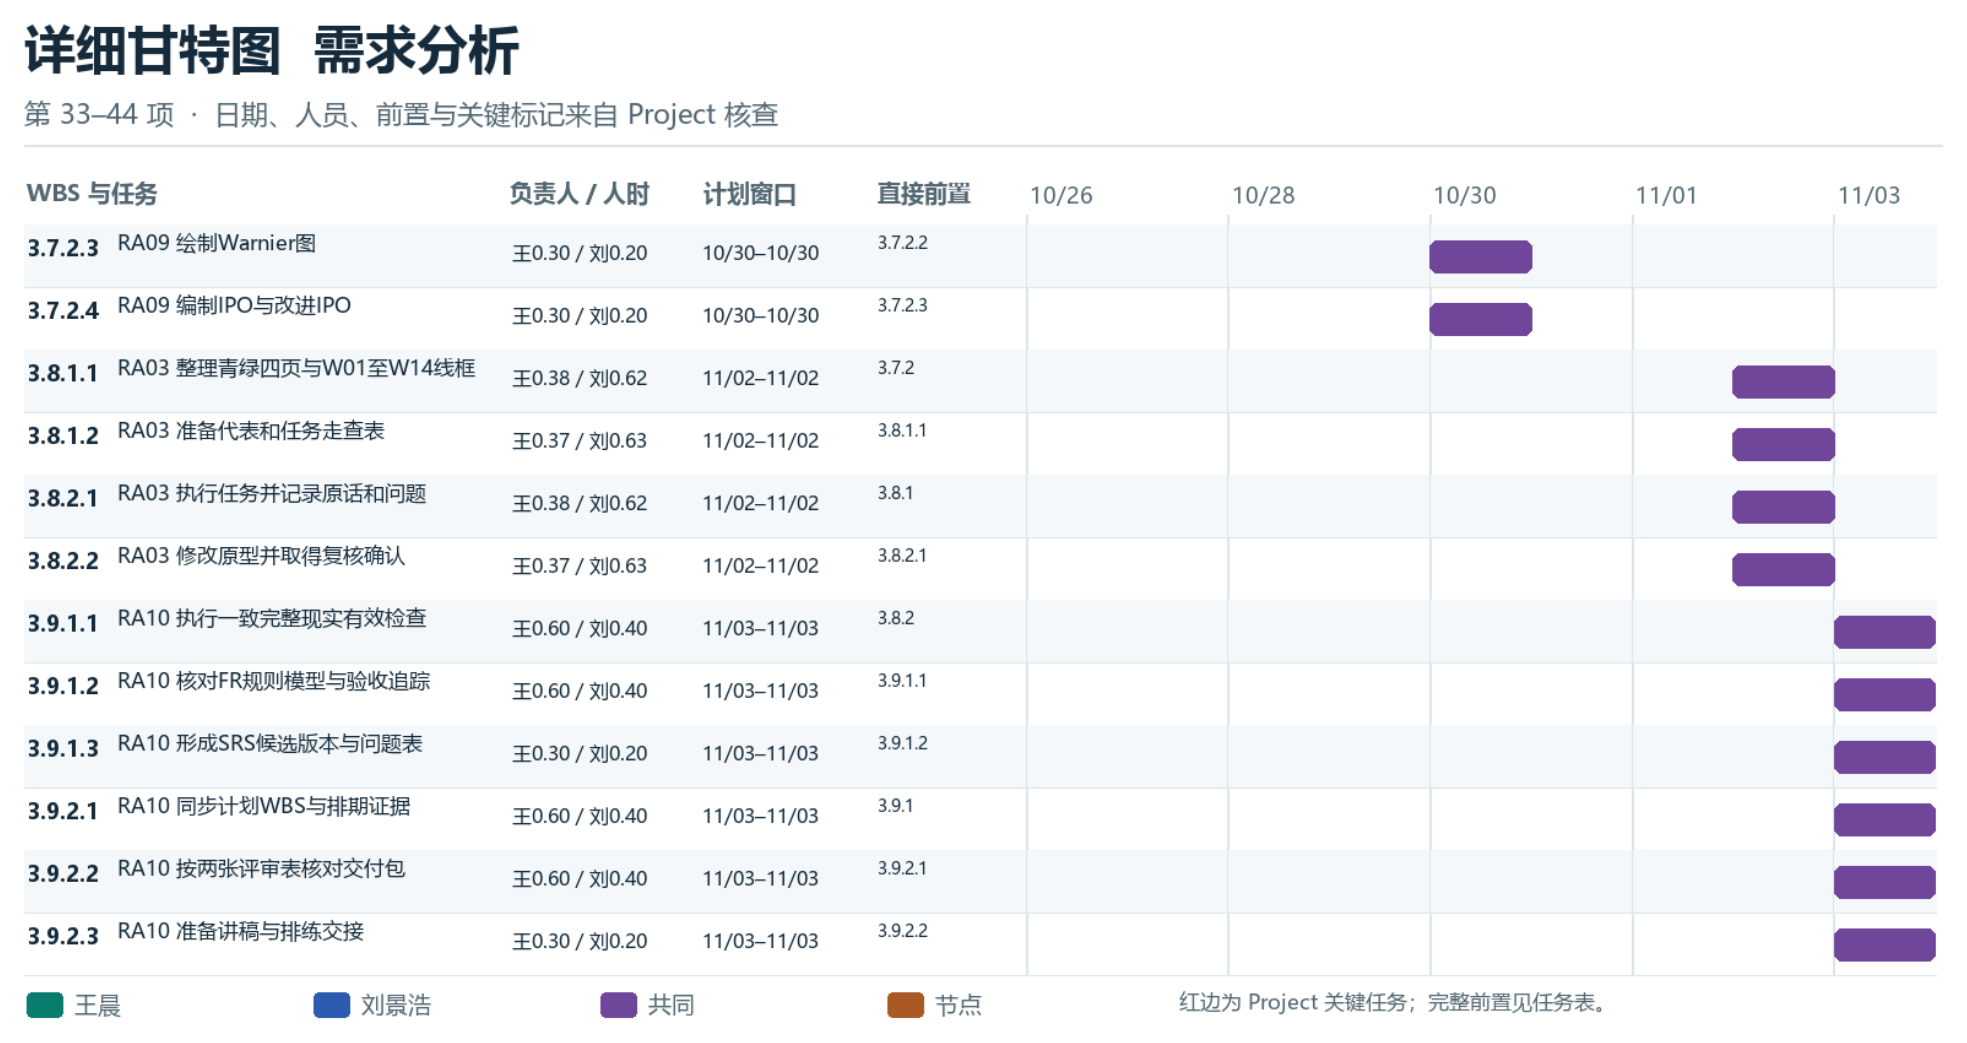 详细甘特图 需求分析
第 33–44 项 · 日期、人员、前置与关键标记来自 Project 核查
WBS 与任务 负责人 / 人时 计划窗口 直接前置 10/26 10/28 10/30 11/01 11/03
3.7.2.3 RA09 绘制Warnier图 王0.30 / 刘0.20 10/30–10/30 3.7.2.2
3.7.2.4 RA09 编制IPO与改进IPO 王0.30 / 刘0.20 10/30–10/30 3.7.2.3
3.8.1.1 RA03 整理青绿四页与W01至W14线框 王0.38 / 刘0.62 11/02–11/02 3.7.2
3.8.1.2 RA03 准备代表和任务走查表 王0.37 / 刘0.63 11/02–11/02 3.8.1.1
3.8.2.1 RA03 执行任务并记录原话和问题 王0.38 / 刘0.62 11/02–11/02 3.8.1
3.8.2.2 RA03 修改原型并取得复核确认 王0.37 / 刘0.63 11/02–11/02 3.8.2.1
3.9.1.1 RA10 执行一致完整现实有效检查 王0.60 / 刘0.40 11/03–11/03 3.8.2
3.9.1.2 RA10 核对FR规则模型与验收追踪 王0.60 / 刘0.40 11/03–11/03 3.9.1.1
3.9.1.3 RA10 形成SRS候选版本与问题表 王0.30 / 刘0.20 11/03–11/03 3.9.1.2
3.9.2.1 RA10 同步计划WBS与排期证据 王0.60 / 刘0.40 11/03–11/03 3.9.1
3.9.2.2 RA10 按两张评审表核对交付包 王0.60 / 刘0.40 11/03–11/03 3.9.2.1
3.9.2.3 RA10 准备讲稿与排练交接 王0.30 / 刘0.20 11/03–11/03 3.9.2.2
王晨 刘景浩 共同 节点 红边为 Project 关键任务；完整前置见任务表。